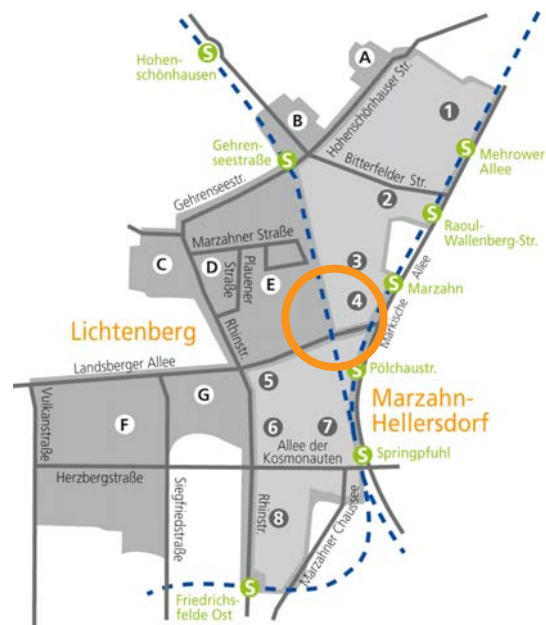 Hohen-
schönhausen
S
A
Hohenschönhauser Str.
1
B
S
Mehrower
Allee
Gehren-
seestraße
S
Bitterfelder Str.
2
Gehrenseestr.
S
Raoul-
Wallenberg-Str.
Marzahner Straße
C
D
Plauener
Straße
E
3
4
S
Marzahn
Märkische Allee
Lichtenberg
Rhinstr.
Landsberger Allee
S
Pölchaustr.
5
G
Marzahn-
Hellersdorf
Vulkanstraße
F
6
7
Allee der
Kosmonauten
S
Springpfuhl
Herzbergstraße
Siegfriedstraße
Rhinstr.
8
Marzahner Chaussee
S
Friedrichs-
felde Ost